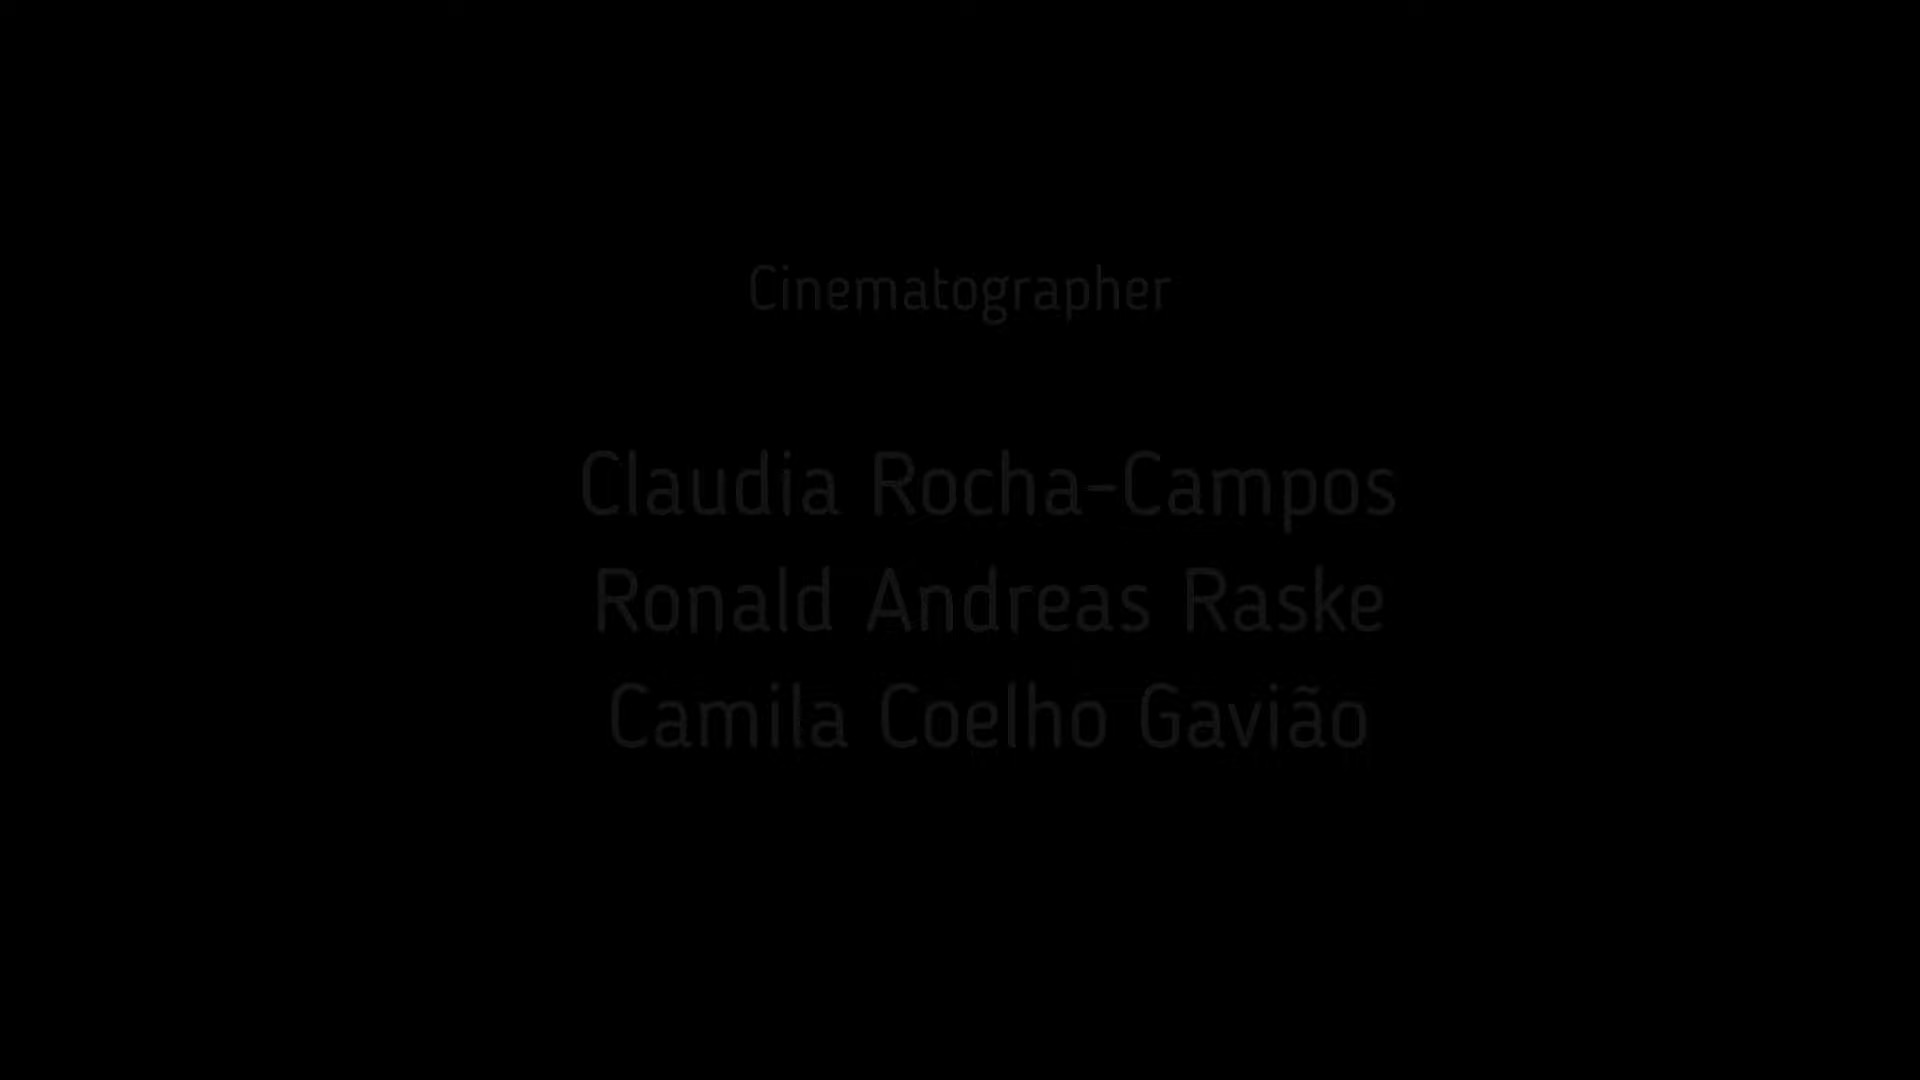 Cinematographer
Claudia Rocha-Campos
Ronald Andreas Raske
Camila Coelho Gavião